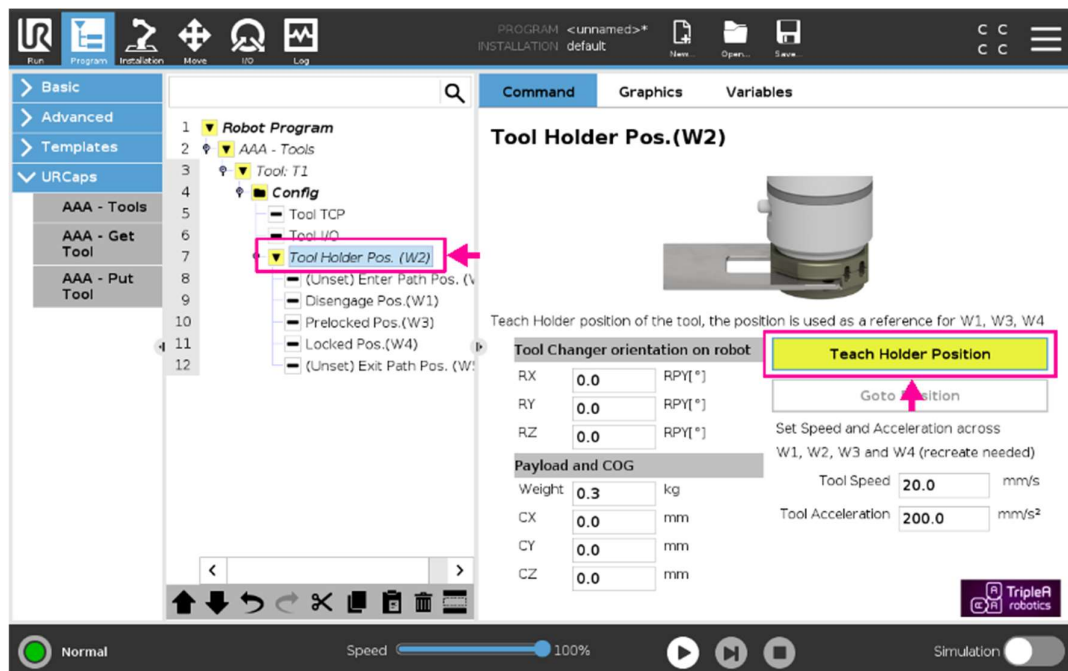 PROGRAM <unnamed>*
INSTALLATION default
Run Program Installation Move I/O Log New... Open... Save...
C C
C C
Basic
Advanced
Templates
URCaps
AAA - Tools
AAA - Get Tool
AAA - Put Tool
1 Robot Program
2 AAA - Tools
3 Tool: T1
4 Config
5 Tool TCP
6 Tool I/O
7 Tool Holder Pos. (W2)
8 (Unset) Enter Path Pos. (
9 Disengage Pos.(W1)
10 Prelocked Pos.(W3)
11 Locked Pos.(W4)
12 (Unset) Exit Path Pos. (W
Command Graphics Variables
Tool Holder Pos.(W2)
Teach Holder position of the tool, the position is used as a reference for W1, W3, W4
Tool Changer orientation on robot
RX 0.0 RPY[°]
RY 0.0 RPY[°]
RZ 0.0 RPY[°]
Payload and COG
Weight 0.3 kg
CX 0.0 mm
CY 0.0 mm
CZ 0.0 mm
Teach Holder Position
Goto Position
Set Speed and Acceleration across
W1, W2, W3 and W4 (recreate needed)
Tool Speed 20.0 mm/s
Tool Acceleration 200.0 mm/s²
TripleA
robotics
Normal
Speed 100%
Simulation